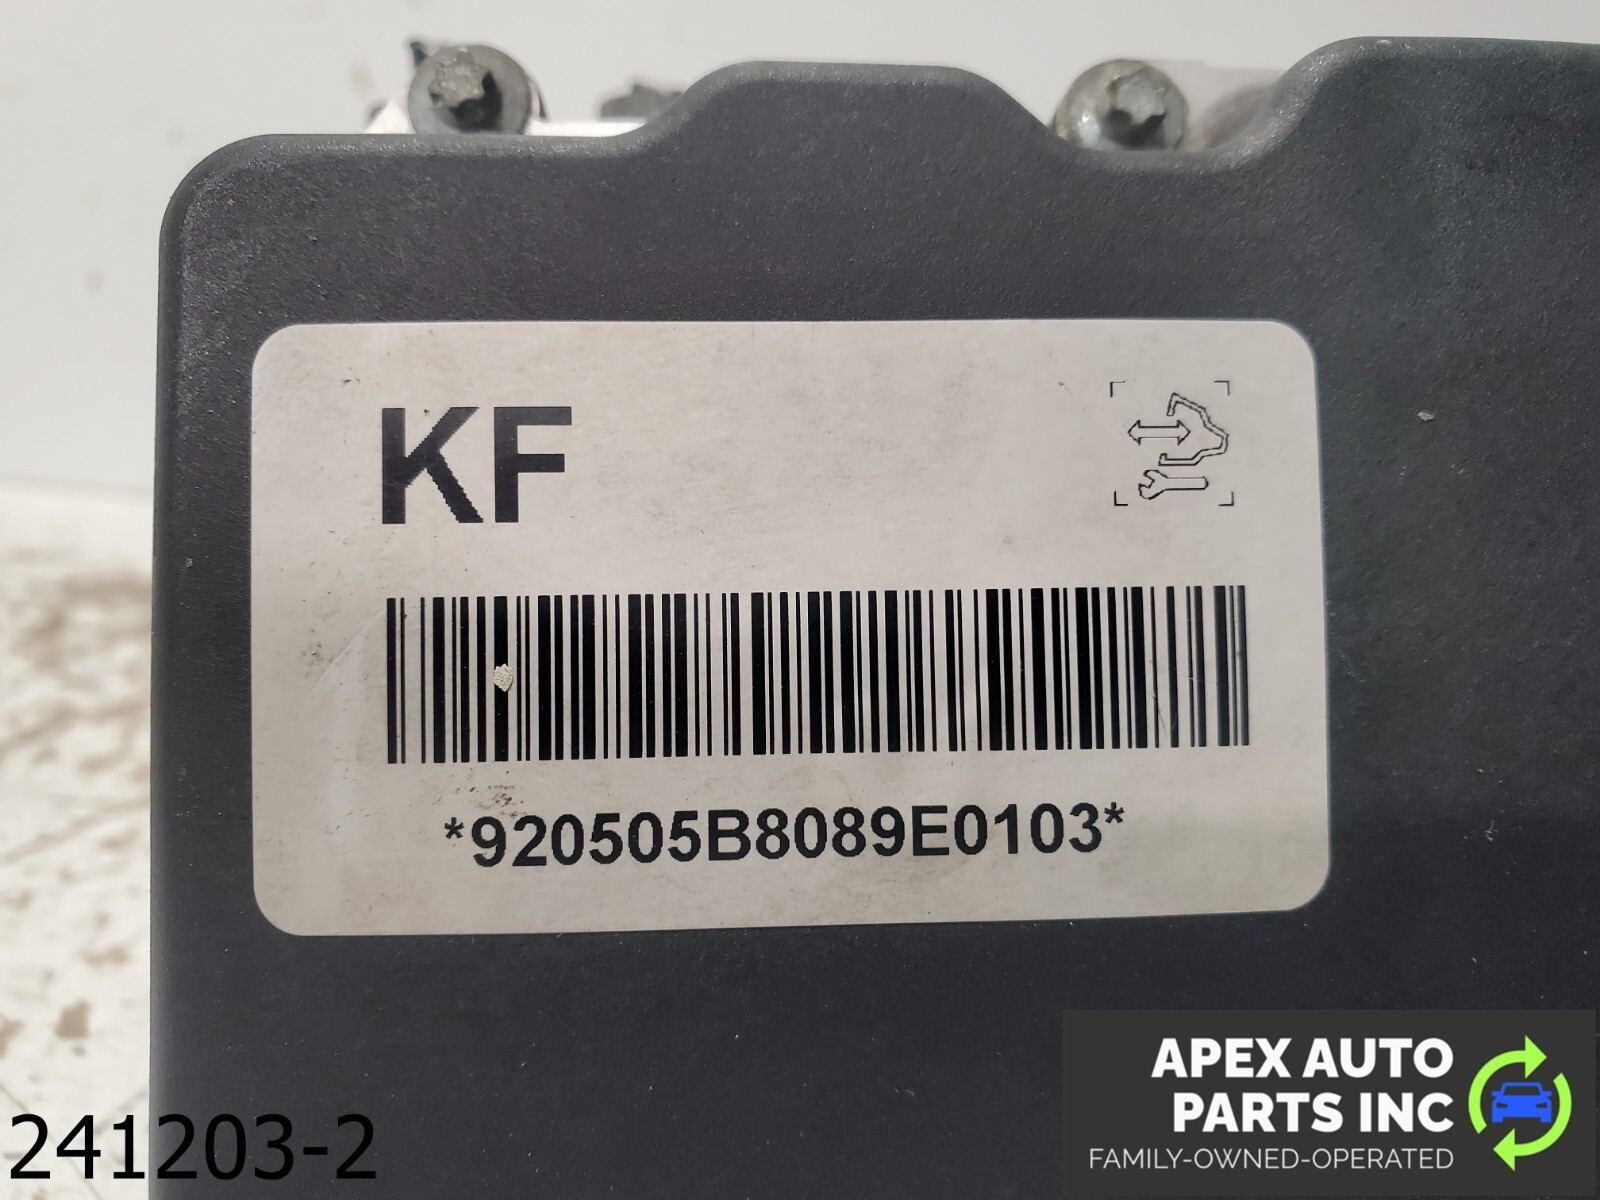 KF
*920505B8089E0103*
APEX AUTO
PARTS INC
FAMILY-OWNED-OPERATED
241203-2